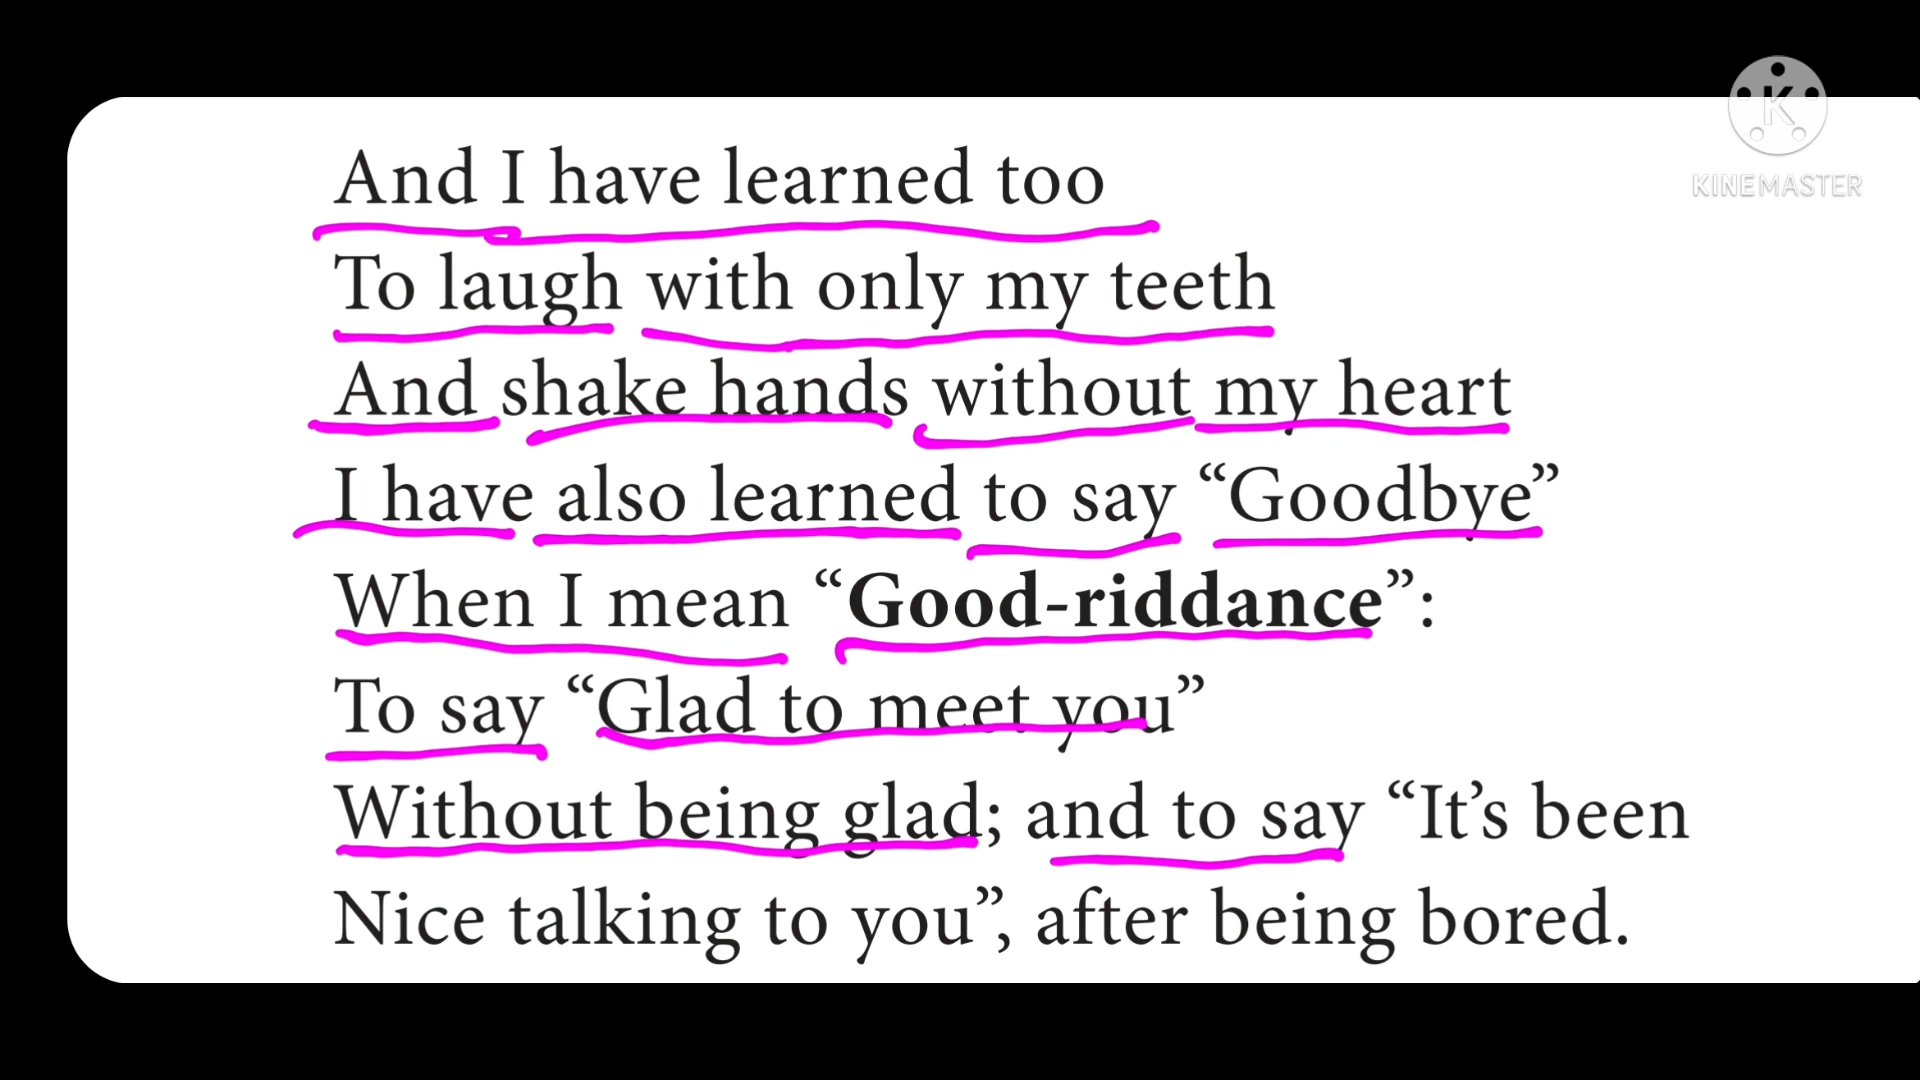 And I have learned too
To laugh with only my teeth
And shake hands without my heart
I have also learned to say “Goodbye”
When I mean “Good-riddance”:
To say “Glad to meet you”
Without being glad; and to say “It’s been
Nice talking to you”, after being bored.
K
KINEMASTER